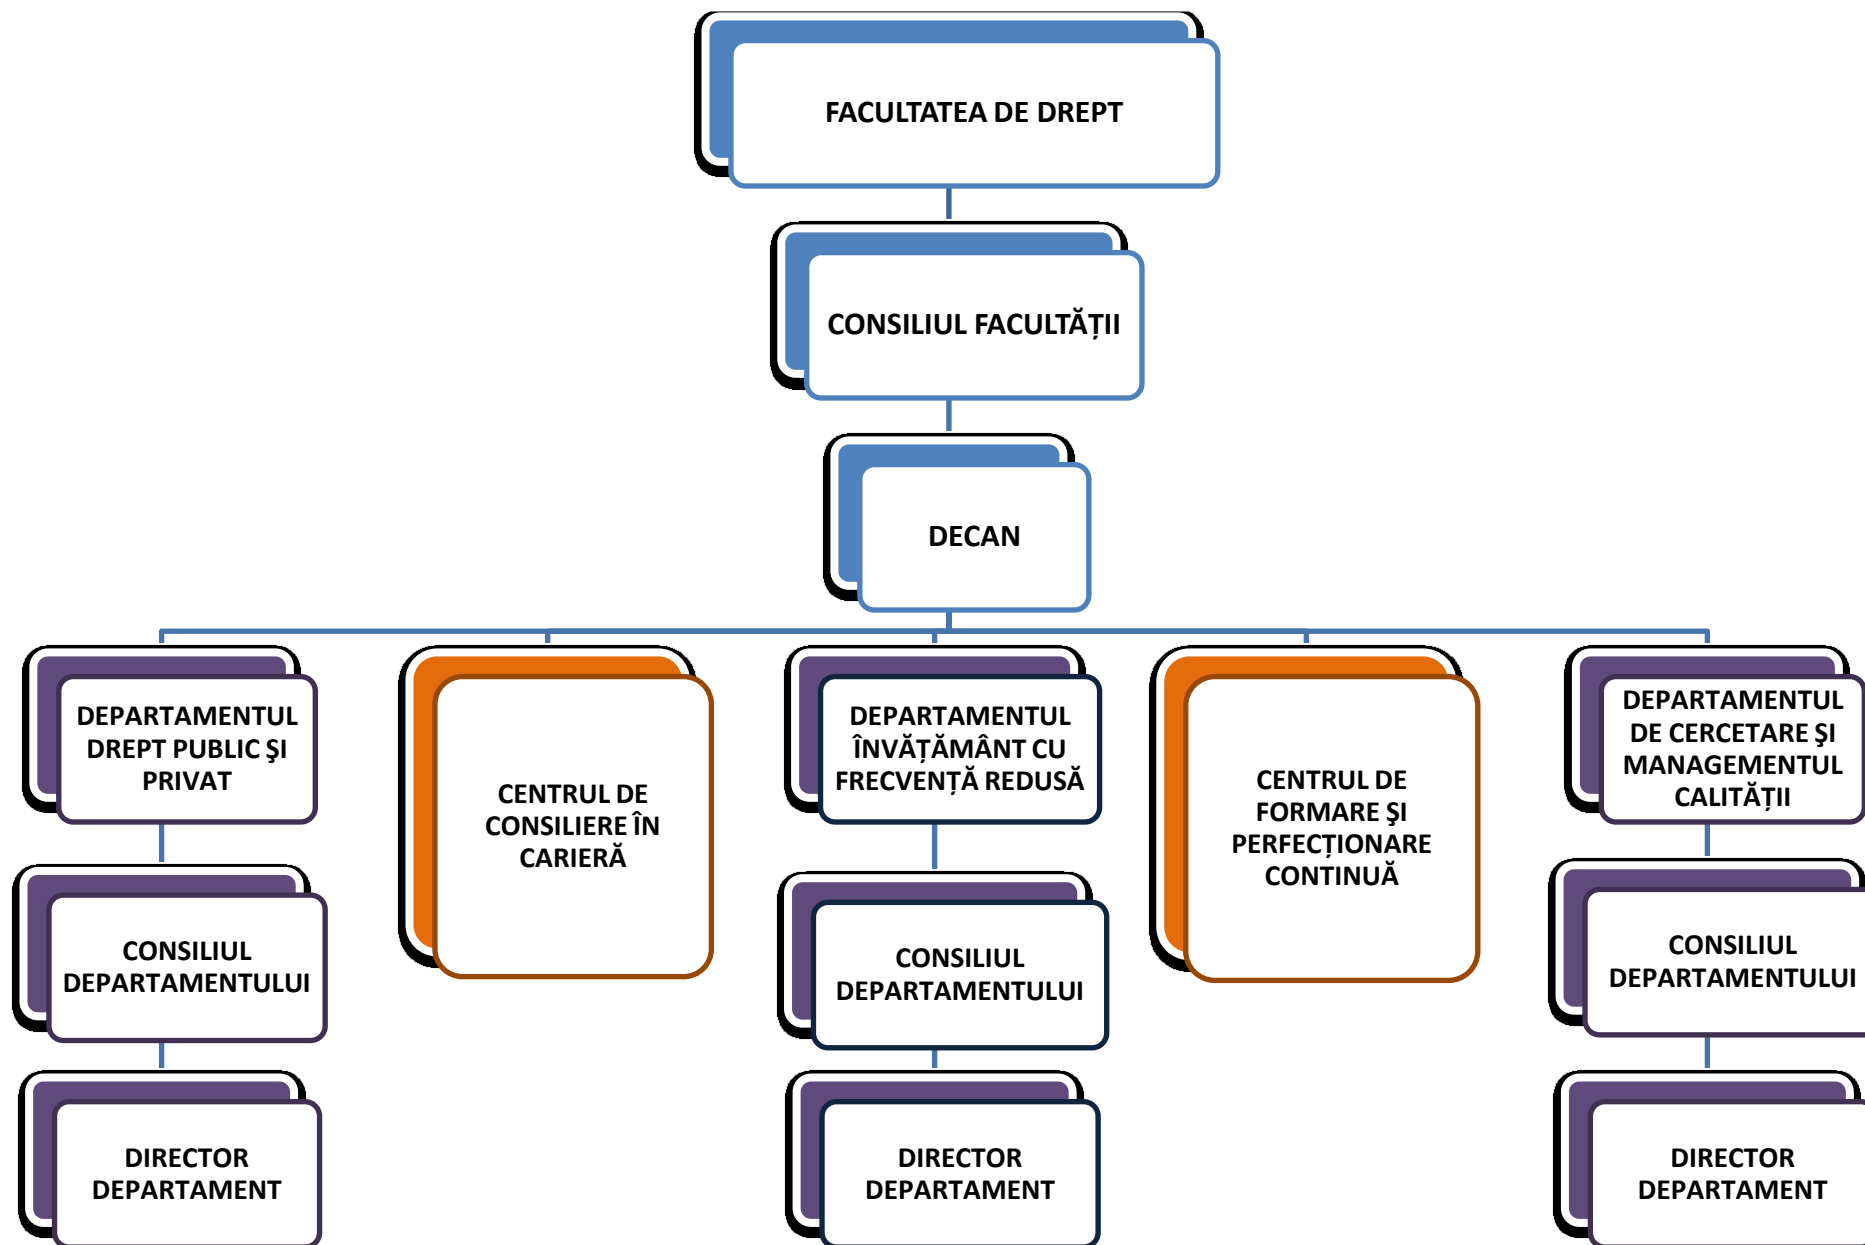 FACULTATEA DE DREPT
CONSILIUL FACULTĂȚII
DECAN
DEPARTAMENTUL
DREPT PUBLIC ŞI
PRIVAT
CENTRUL DE
CONSILIERE ÎN
CARIERĂ
DEPARTAMENTUL
ÎNVĂȚĂMÂNT CU
FRECVENȚĂ REDUSĂ
CENTRUL DE
FORMARE ŞI
PERFECȚIONARE
CONTINUĂ
DEPARTAMENTUL
DE CERCETARE ŞI
MANAGEMENTUL
CALITĂȚII
CONSILIUL
DEPARTAMENTULUI
CONSILIUL
DEPARTAMENTULUI
CONSILIUL
DEPARTAMENTULUI
DIRECTOR
DEPARTAMENT
DIRECTOR
DEPARTAMENT
DIRECTOR
DEPARTAMENT